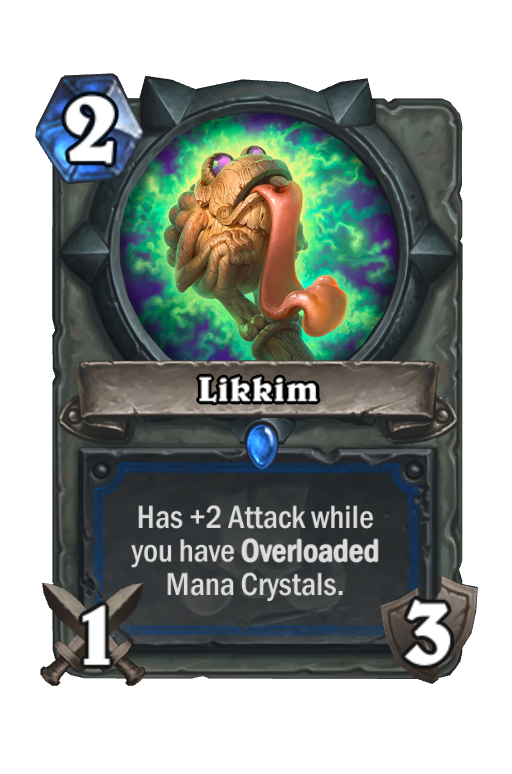 2
Likkim
Has +2 Attack while
you have Overloaded
Mana Crystals.
1
3